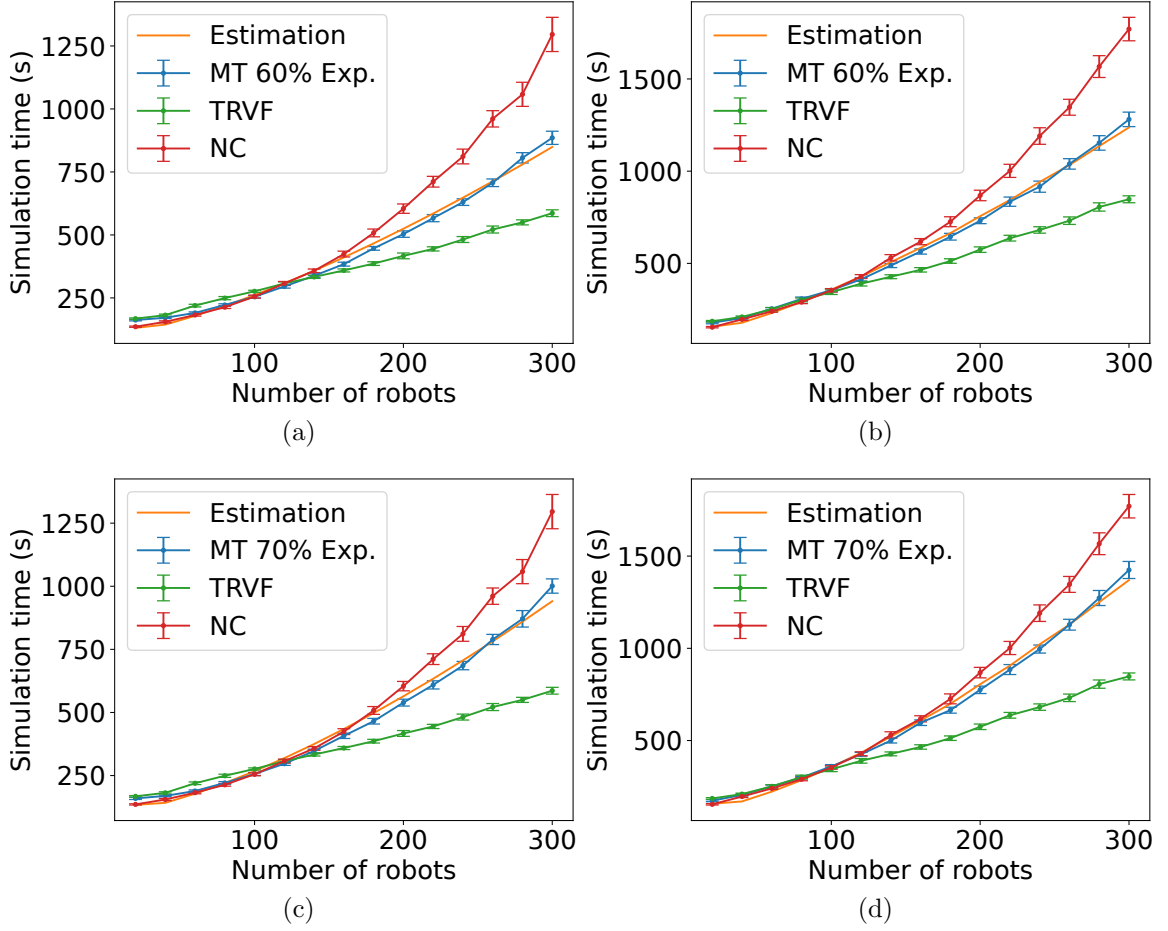 Simulation time (s)
1250
1000
750
500
250
Estimation
MT 60% Exp.
TRVF
NC
100
200
300
Number of robots
(a)
Simulation time (s)
1500
1000
500
Estimation
MT 60% Exp.
TRVF
NC
100
200
300
Number of robots
(b)
Simulation time (s)
1250
1000
750
500
250
Estimation
MT 70% Exp.
TRVF
NC
100
200
300
Number of robots
(c)
Simulation time (s)
1500
1000
500
Estimation
MT 70% Exp.
TRVF
NC
100
200
300
Number of robots
(d)